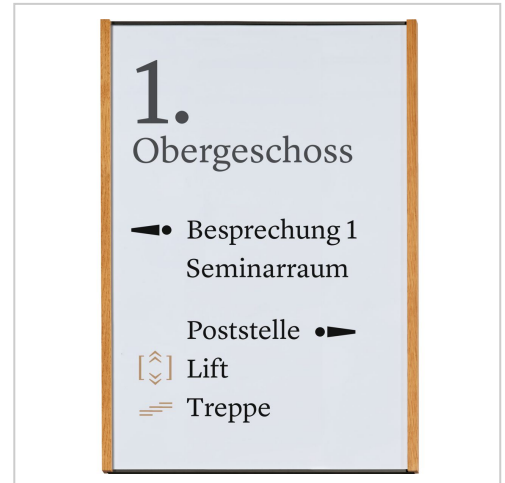 1.
Obergeschoss
Besprechung 1
Seminarraum
Poststelle
Lift
Treppe